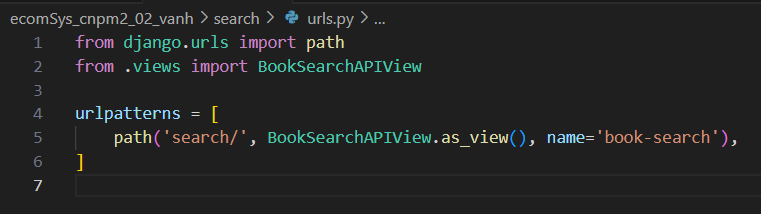 ecomSys_cnpm2_02_vanh > search > urls.py > ...
1 from django.urls import path
2 from .views import BookSearchAPIView
3
4 urlpatterns = [
5     path('search/', BookSearchAPIView.as_view(), name='book-search'),
6 ]
7